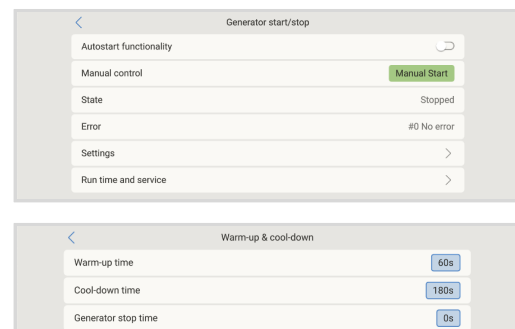 Generator start/stop
Autostart functionality
Manual control Manual Start
State Stopped
Error #0 No error
Settings
Run time and service
Warm-up & cool-down
Warm-up time 60s
Cool-down time 180s
Generator stop time 0s